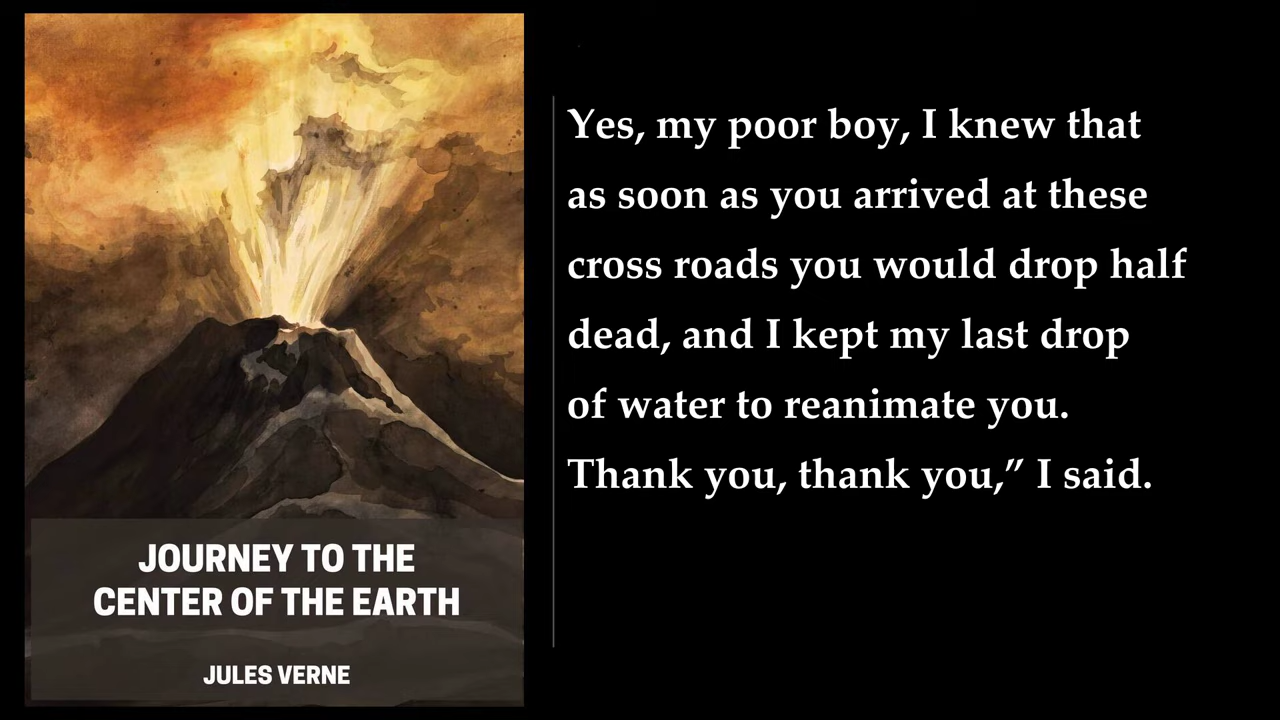 JOURNEY TO THE
CENTER OF THE EARTH
JULES VERNE
Yes, my poor boy, I knew that
as soon as you arrived at these
cross roads you would drop half
dead, and I kept my last drop
of water to reanimate you.
Thank you, thank you,” I said.